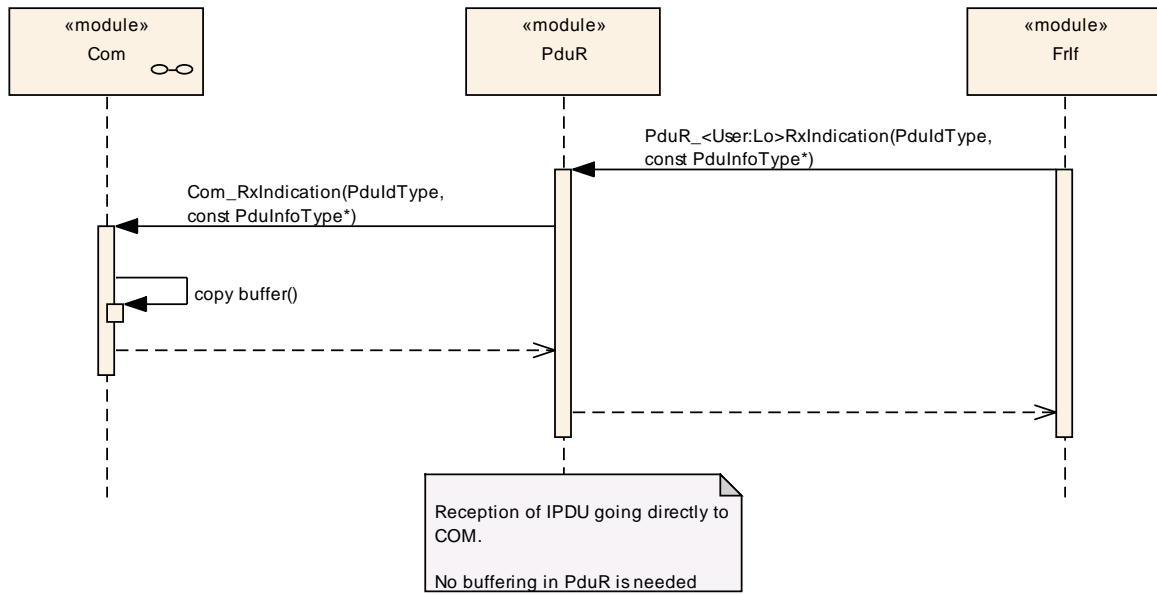 «module»
Com
«module»
PduR
«module»
FrIf
PduR_<User:Lo>RxIndication(PduIdType,
const PduInfoType*)
Com_RxIndication(PduIdType,
const PduInfoType*)
copy buffer()
Reception of IPDU going directly to
COM.
No buffering in PduR is needed